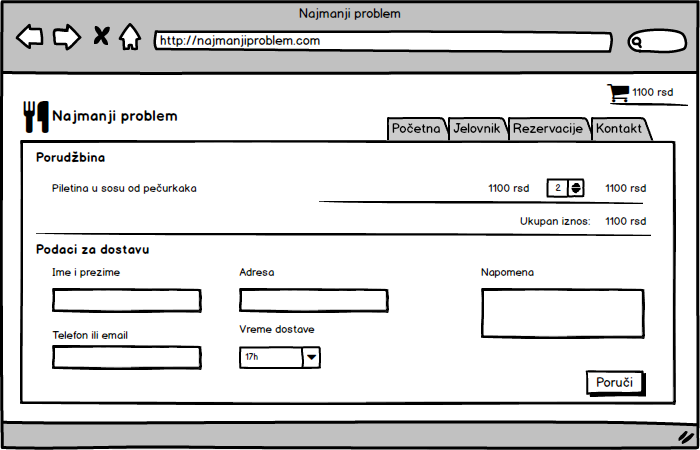 Najmanji problem
http://najmanjiproblem.com
1100 rsd
Najmanji problem
Početna Jelovnik Rezervacije Kontakt
Porudžbina
Piletina u sosu od pečurkaka 1100 rsd 2 1100 rsd
Ukupan iznos: 1100 rsd
Podaci za dostavu
Ime i prezime Adresa Napomena
Telefon ili email Vreme dostave
17h
Poruči